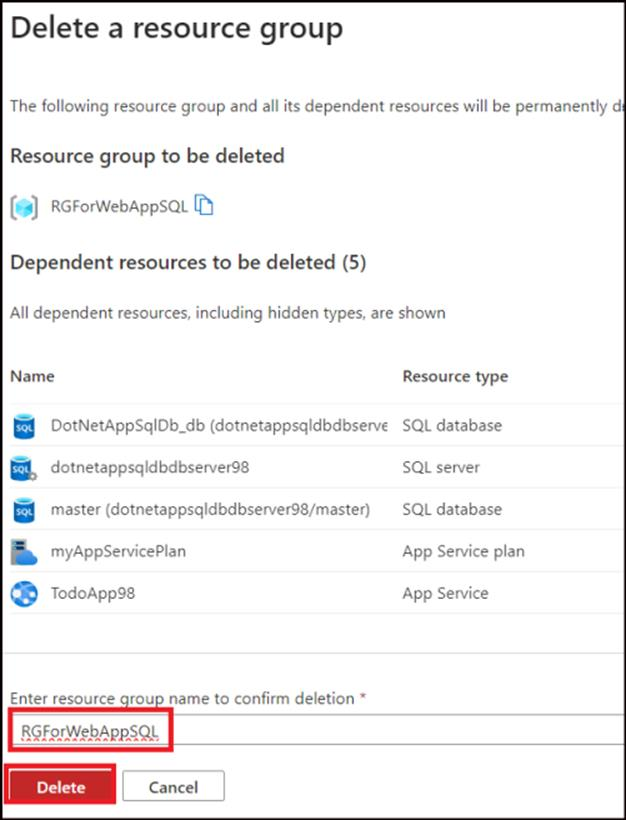 Delete a resource group
The following resource group and all its dependent resources will be permanently d
Resource group to be deleted
RGForWebAppSQL
Dependent resources to be deleted (5)
All dependent resources, including hidden types, are shown
Name Resource type
SQL DotNetAppSqlDb_db (dotnetappsqldbdbserve SQL database
SQL dotnetappsqldbdbserver98 SQL server
SQL master (dotnetappsqldbdbserver98/master) SQL database
myAppServicePlan App Service plan
TodoApp98 App Service
Enter resource group name to confirm deletion *
RGForWebAppSQL
Delete Cancel